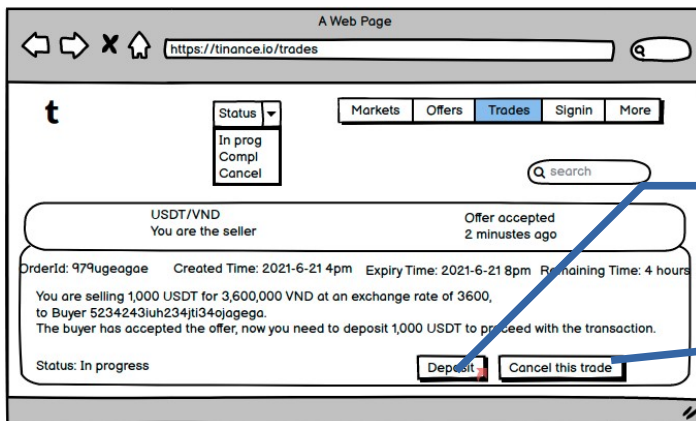 A Web Page
https://tinance.io/trades
t
Status
Markets Offers Trades Signin More
In prog
Compl
Cancel
search
USDT/VND Offer accepted
You are the seller 2 minustes ago
OrderId: 979ugeagae Created Time: 2021-6-21 4pm Expiry Time: 2021-6-21 8pm Remaining Time: 4 hours
You are selling 1,000 USDT for 3,600,000 VND at an exchange rate of 3600,
to Buyer 5234243iuh234jti34ojagega.
The buyer has accepted the offer, now you need to deposit 1,000 USDT to proceed with the transaction.
Status: In progress Deposit Cancel this trade